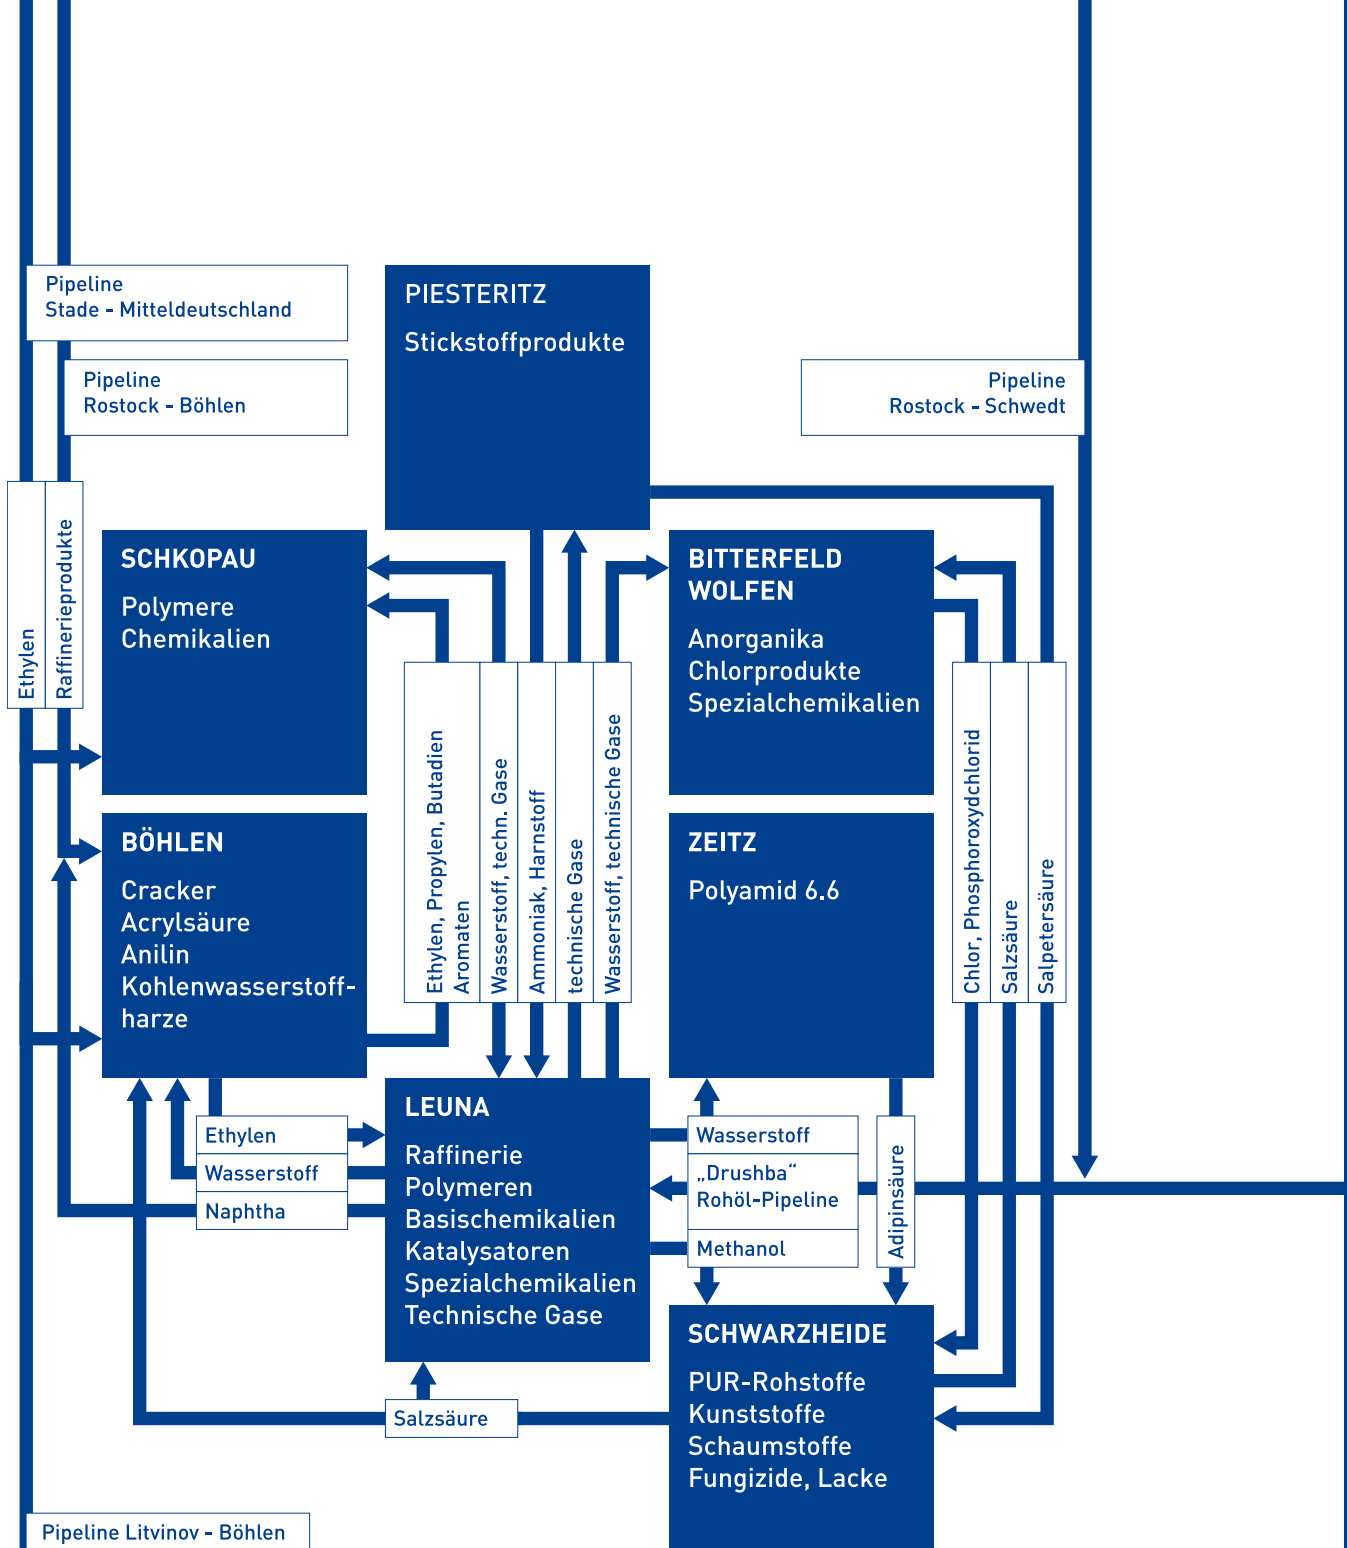 Pipeline
Stade - Mitteldeutschland
Pipeline
Rostock - Böhlen
PIESTERITZ
Stickstoffprodukte
Pipeline
Rostock - Schwedt
Ethylen
Raffinerieprodukte
SCHKOPAU
Polymere
Chemikalien
BITTERFELD
WOLFEN
Anorganika
Chlorprodukte
Spezialchemikalien
Ethylen, Propylen, Butadien
Aromaten
Wasserstoff, techn. Gase
Ammoniak, Harnstoff
technische Gase
Wasserstoff, technische Gase
Chlor, Phosphoroxydchlorid
Salzsäure
Salpetersäure
BÖHLEN
Cracker
Acrylsäure
Anilin
Kohlenwasserstoff-
harze
ZEITZ
Polyamid 6.6
Ethylen
Wasserstoff
Naphtha
LEUNA
Raffinerie
Polymeren
Basischemikalien
Katalysatoren
Spezialchemikalien
Technische Gase
Wasserstoff
„Drushba“
Rohöl-Pipeline
Methanol
Adipinsäure
SCHWARZHEIDE
PUR-Rohstoffe
Kunststoffe
Schaumstoffe
Fungizide, Lacke
Salzsäure
Pipeline Litvinov - Böhlen